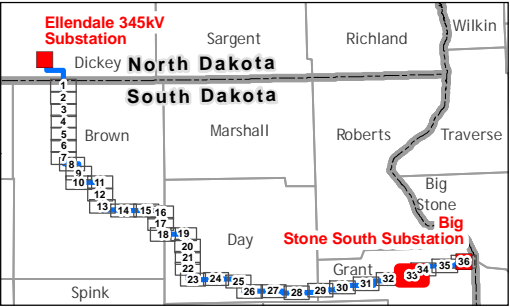 Ellendale 345kV
Substation
Wilkin
Sargent
Richland
Dickey
North Dakota
South Dakota
1
2
3
4
5
6
7
8
9
10
11
12
13
14
15
16
17
18
19
20
21
22
23
24
25
26
27
28
29
30
31
32
33
34
35
36
Brown
Marshall
Roberts
Traverse
Big
Stone
Day
Big
Stone South Substation
Grant
Spink